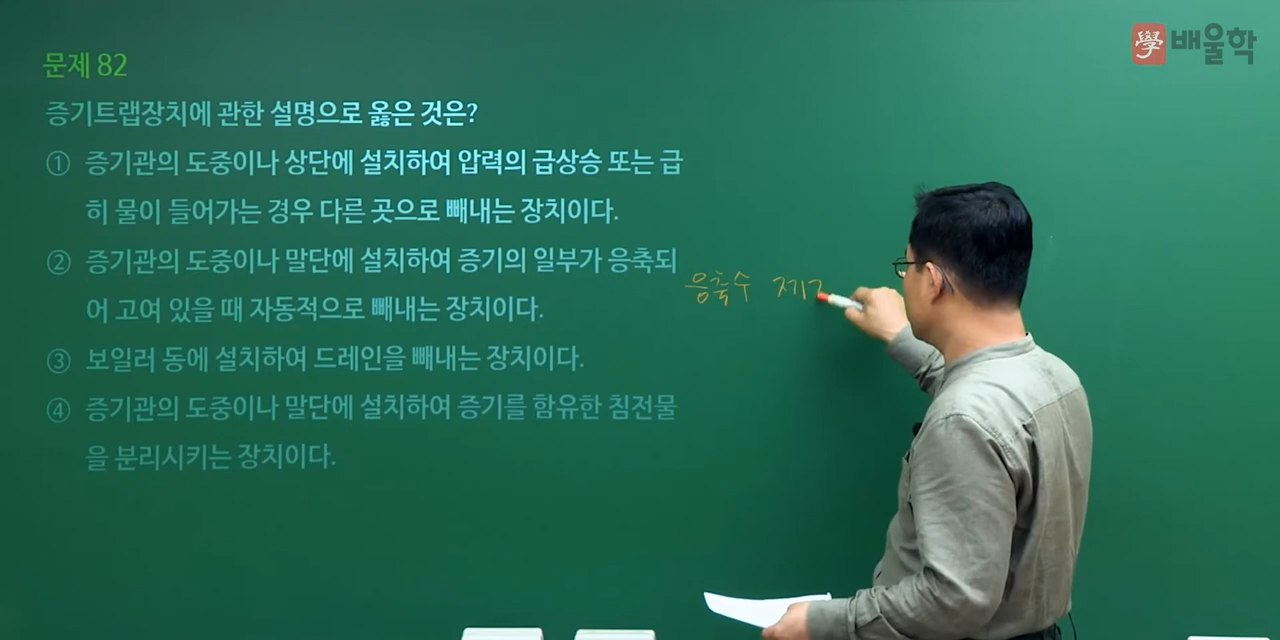 學 배울학
문제 82
증기트랩장치에 관한 설명으로 옳은 것은?
① 증기관의 도중이나 상단에 설치하여 압력의 급상승 또는 급
히 물이 들어가는 경우 다른 곳으로 빼내는 장치이다.
② 증기관의 도중이나 말단에 설치하여 증기의 일부가 응축되
어 고여 있을 때 자동적으로 빼내는 장치이다.
응축수 제
③ 보일러 동에 설치하여 드레인을 빼내는 장치이다.
④ 증기관의 도중이나 말단에 설치하여 증기를 함유한 침전물
을 분리시키는 장치이다.